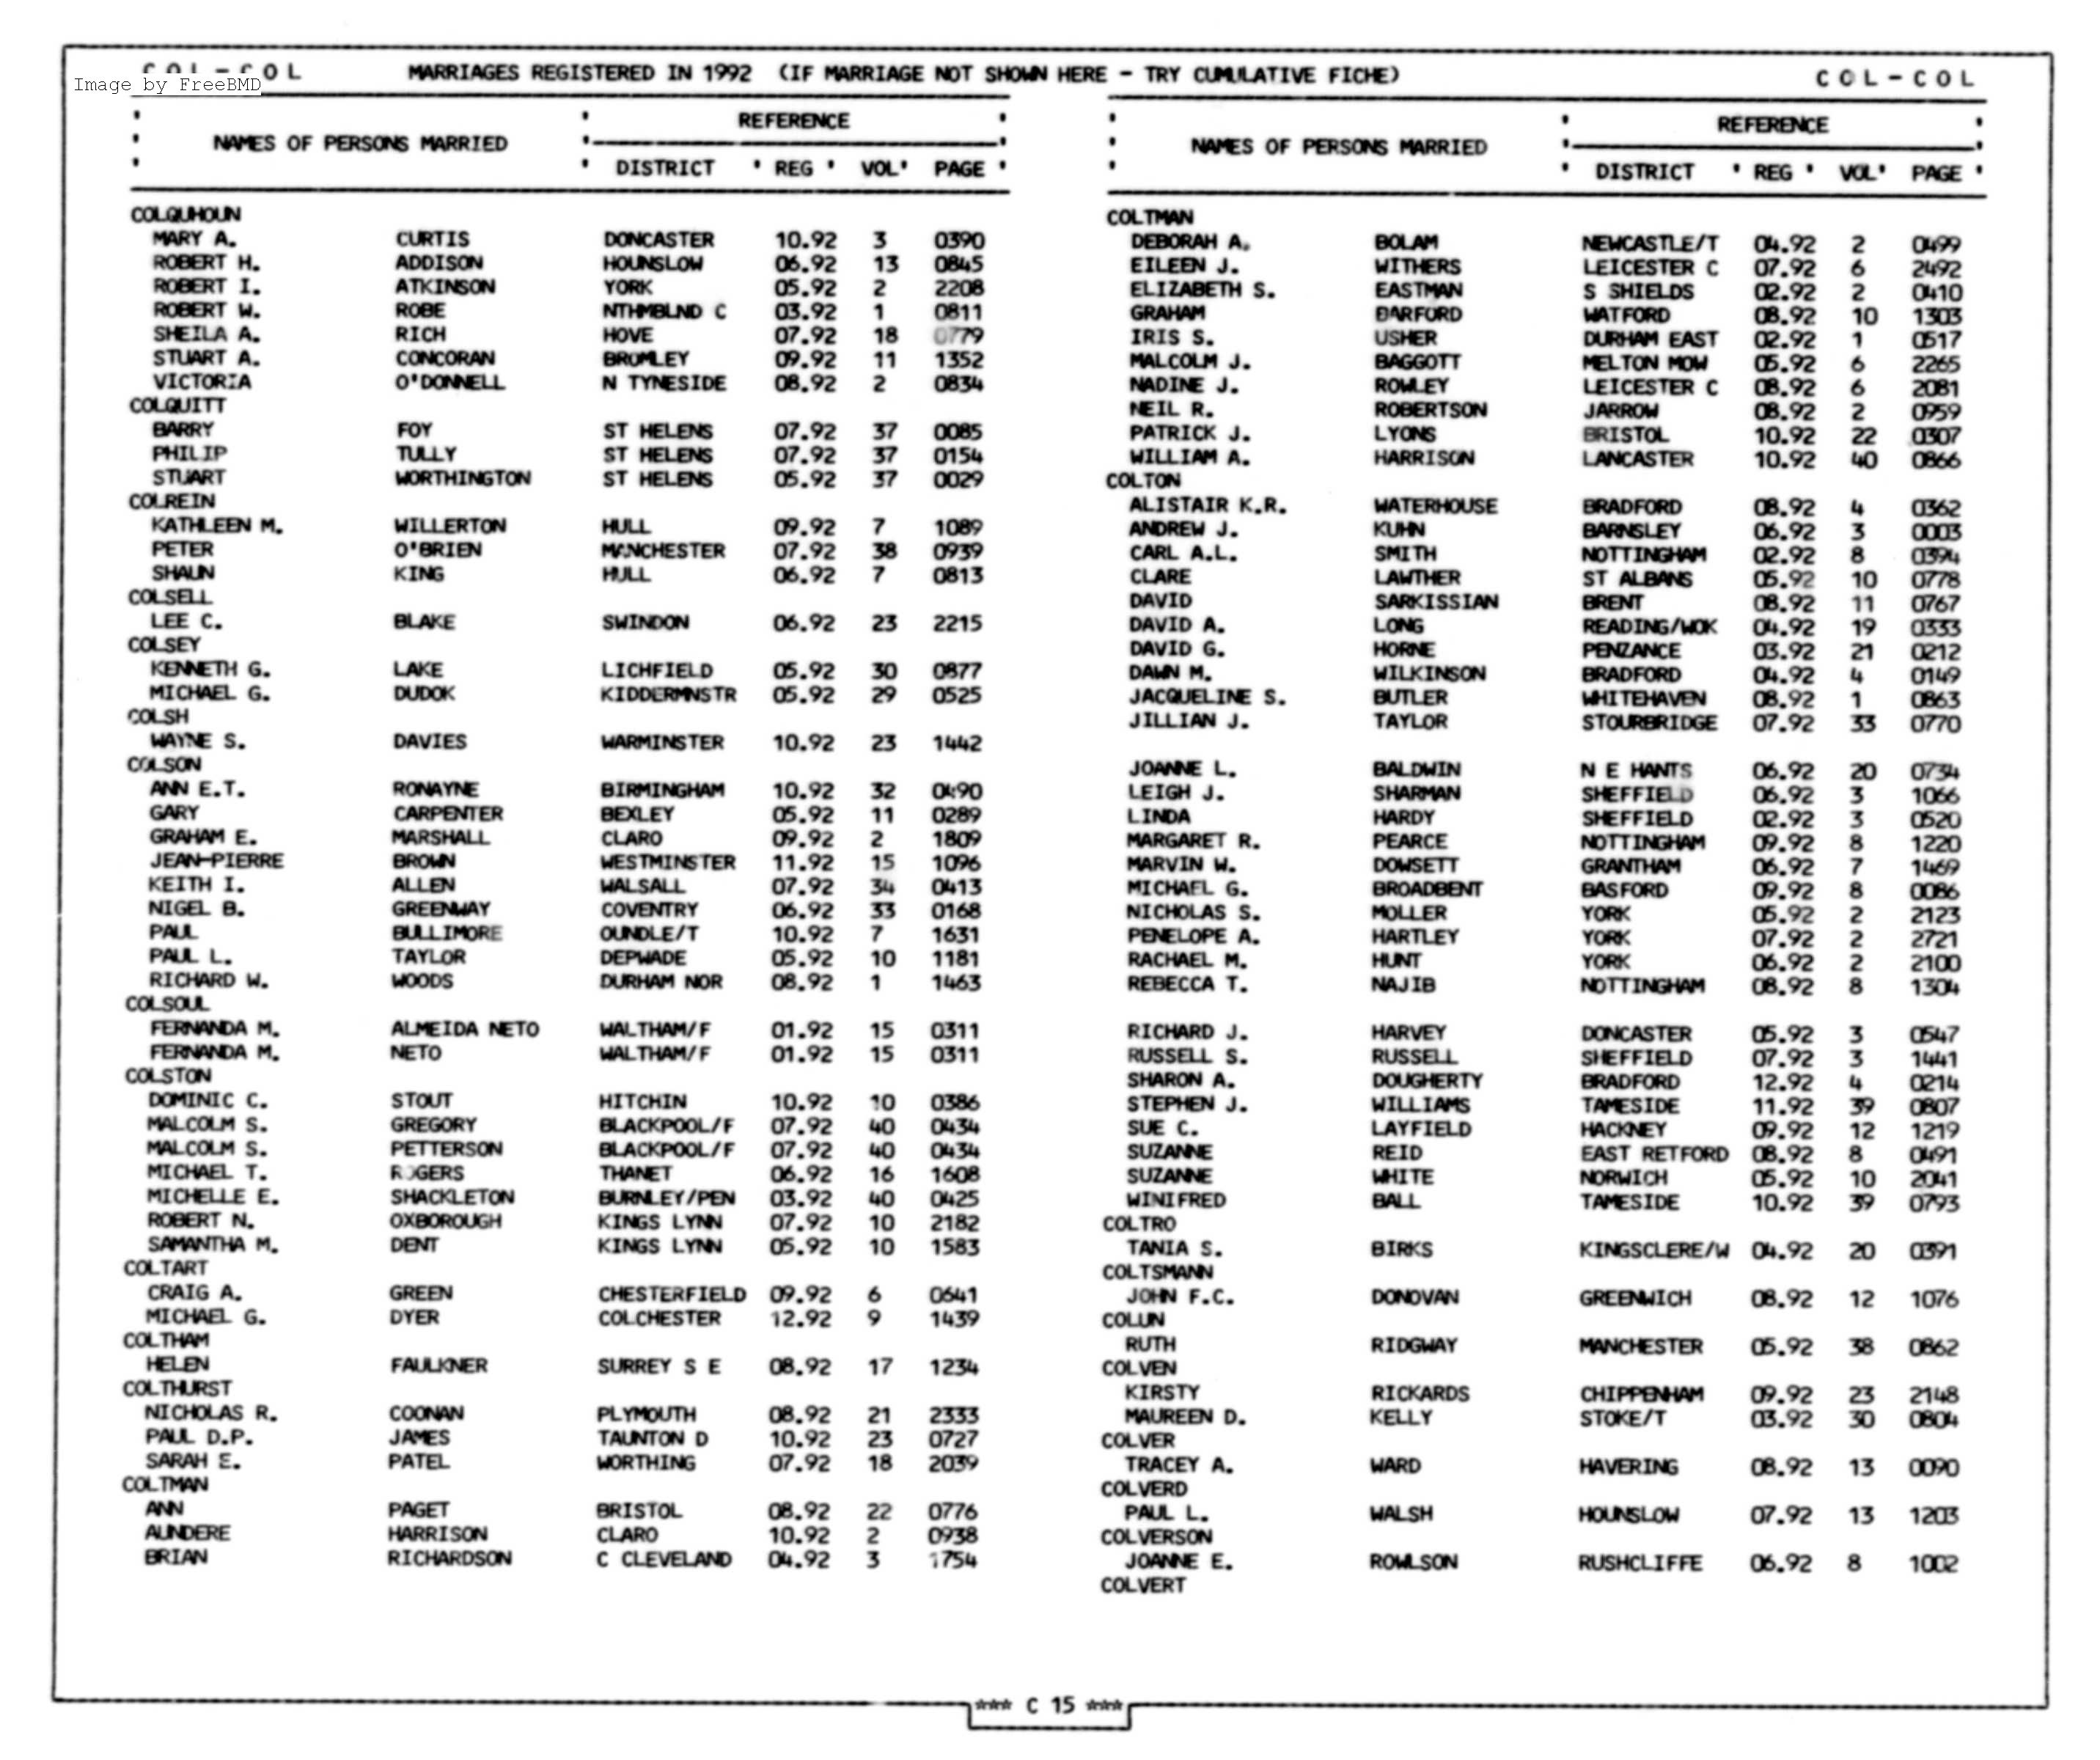 COL-COL MARRIAGES REGISTERED IN 1992 (IF MARRIAGE NOT SHOWN HERE - TRY CUMULATIVE FICHE) COL-COL
Image by FreeBMD
NAMES OF PERSONS MARRIED REFERENCE
DISTRICT REG VOL PAGE
COLQUHOUN
MARY A. CURTIS DONCASTER 10.92 3 0390
ROBERT H. ADDISON HOUNSLOW 06.92 13 0845
ROBERT I. ATKINSON YORK 05.92 2 2208
ROBERT W. ROBE NTHMBLND C 03.92 1 0811
SHEILA A. RICH HOVE 07.92 18 0779
STUART A. CONCORAN BROMLEY 09.92 11 1352
VICTORIA O'DONNELL N TYNESIDE 08.92 2 0834
COLQUITT
BARRY FOY ST HELENS 07.92 37 0085
PHILIP TULLY ST HELENS 07.92 37 0154
STUART WORTHINGTON ST HELENS 05.92 37 0029
COLREIN
KATHLEEN M. WILLERTON HULL 09.92 7 1089
PETER O'BRIEN MANCHESTER 07.92 38 0939
SHAUN KING HULL 06.92 7 0813
COLSELL
LEE C. BLAKE SWINDON 06.92 23 2215
COLSEY
KENNETH G. LAKE LICHFIELD 05.92 30 0877
MICHAEL G. DUDOK KIDDERMNSTR 05.92 29 0525
COLSH
WAYNE S. DAVIES WARMINSTER 10.92 23 1442
COLSON
ANN E.T. RONAYNE BIRMINGHAM 10.92 32 0490
GARY CARPENTER BEXLEY 05.92 11 0289
GRAHAM E. MARSHALL CLARO 09.92 2 1809
JEAN-PIERRE BROWN WESTMINSTER 11.92 15 1096
KEITH I. ALLEN WALSALL 07.92 34 0413
NIGEL B. GREENWAY COVENTRY 06.92 33 0168
PAUL BULLIMORE OUNDLE/T 10.92 7 1631
PAUL L. TAYLOR DEPWADE 05.92 10 1181
RICHARD W. WOODS DURHAM NOR 08.92 1 1463
COLSOUL
FERNANDA M. ALMEIDA NETO WALTHAM/F 01.92 15 0311
FERNANDA M. NETO WALTHAM/F 01.92 15 0311
COLSTON
DOMINIC C. STOUT HITCHIN 10.92 10 0386
MALCOLM S. GREGORY BLACKPOOL/F 07.92 40 0434
MALCOLM S. PETTERSON BLACKPOOL/F 07.92 40 0434
MICHAEL T. ROGERS THANET 06.92 16 1608
MICHELLE E. SHACKLETON BURNLEY/PEN 03.92 40 0425
ROBERT N. OXBOROUGH KINGS LYNN 07.92 10 2182
SAMANTHA M. DENT KINGS LYNN 05.92 10 1583
COLTART
CRAIG A. GREEN CHESTERFIELD 09.92 6 0641
MICHAEL G. DYER COLCHESTER 12.92 9 1439
COLTHAM
HELEN FAULKNER SURREY S E 08.92 17 1234
COLTHURST
NICHOLAS R. COONAN PLYMOUTH 08.92 21 2333
PAUL D.P. JAMES TAUNTON D 10.92 23 0727
SARAH E. PATEL WORTHING 07.92 18 2039
COLTMAN
ANN PAGET BRISTOL 08.92 22 0776
AUNDERE HARRISON CLARO 10.92 2 0938
BRIAN RICHARDSON C CLEVELAND 04.92 3 1754
NAMES OF PERSONS MARRIED REFERENCE
DISTRICT REG VOL PAGE
COLTMAN
DEBORAH A. BOLAM NEWCASTLE/T 04.92 2 0499
EILEEN J. WITHERS LEICESTER C 07.92 6 2492
ELIZABETH S. EASTMAN S SHIELDS 02.92 2 0410
GRAHAM BARFORD WATFORD 08.92 10 1303
IRIS S. USHER DURHAM EAST 02.92 1 0517
MALCOLM J. BAGGOTT MELTON MOW 05.92 6 2265
NADINE J. ROWLEY LEICESTER C 08.92 6 2081
NEIL R. ROBERTSON JARROW 08.92 2 0959
PATRICK J. LYONS BRISTOL 10.92 22 0307
WILLIAM A. HARRISON LANCASTER 10.92 40 0866
COLTON
ALISTAIR K.R. WATERHOUSE BRADFORD 08.92 4 0362
ANDREW J. KUHN BARNSLEY 06.92 3 0003
CARL A.L. SMITH NOTTINGHAM 02.92 8 0394
CLARE LAWTHER ST ALBANS 05.92 10 0778
DAVID SARKISSIAN BRENT 08.92 11 0767
DAVID A. LONG READING/WOK 04.92 19 0333
DAVID G. HORNE PENZANCE 03.92 21 0212
DAWN M. WILKINSON BRADFORD 04.92 4 0149
JACQUELINE S. BUTLER WHITEHAVEN 08.92 1 0863
JILLIAN J. TAYLOR STOURBRIDGE 07.92 33 0770
JOANNE L. BALDWIN N E HANTS 06.92 20 0734
LEIGH J. SHARMAN SHEFFIELD 06.92 3 1066
LINDA HARDY SHEFFIELD 02.92 3 0520
MARGARET R. PEARCE NOTTINGHAM 09.92 8 1220
MARVIN W. DOWSETT GRANTHAM 06.92 7 1469
MICHAEL G. BROADBENT BASFORD 09.92 8 0086
NICHOLAS S. MOLLER YORK 05.92 2 2123
PENELOPE A. HARTLEY YORK 07.92 2 2721
RACHAEL M. HUNT YORK 06.92 2 2100
REBECCA T. NAJIB NOTTINGHAM 08.92 8 1304
RICHARD J. HARVEY DONCASTER 05.92 3 0547
RUSSELL S. RUSSELL SHEFFIELD 07.92 3 1441
SHARON A. DOUGHERTY BRADFORD 12.92 4 0214
STEPHEN J. WILLIAMS TAMESIDE 11.92 39 0807
SUE C. LAYFIELD HACKNEY 09.92 12 1219
SUZANNE REID EAST RETFORD 08.92 8 0491
SUZANNE WHITE NORWICH 05.92 10 2041
WINIFRED BALL TAMESIDE 10.92 39 0793
COLTRO
TANIA S. BIRKS KINGSCLERE/W 04.92 20 0391
COLTSMANN
JOHN F.C. DONOVAN GREENWICH 08.92 12 1076
COLUN
RUTH RIDGWAY MANCHESTER 05.92 38 0862
COLVEN
KIRSTY RICKARDS CHIPPENHAM 09.92 23 2148
MAUREEN D. KELLY STOKE/T 03.92 30 0804
COLVER
TRACEY A. WARD HAVERING 08.92 13 0090
COLVERD
PAUL L. WALSH HOUNSLOW 07.92 13 1203
COLVERSON
JOANNE E. ROWLSON RUSHCLIFFE 06.92 8 1002
COLVERT
*** C 15 ***